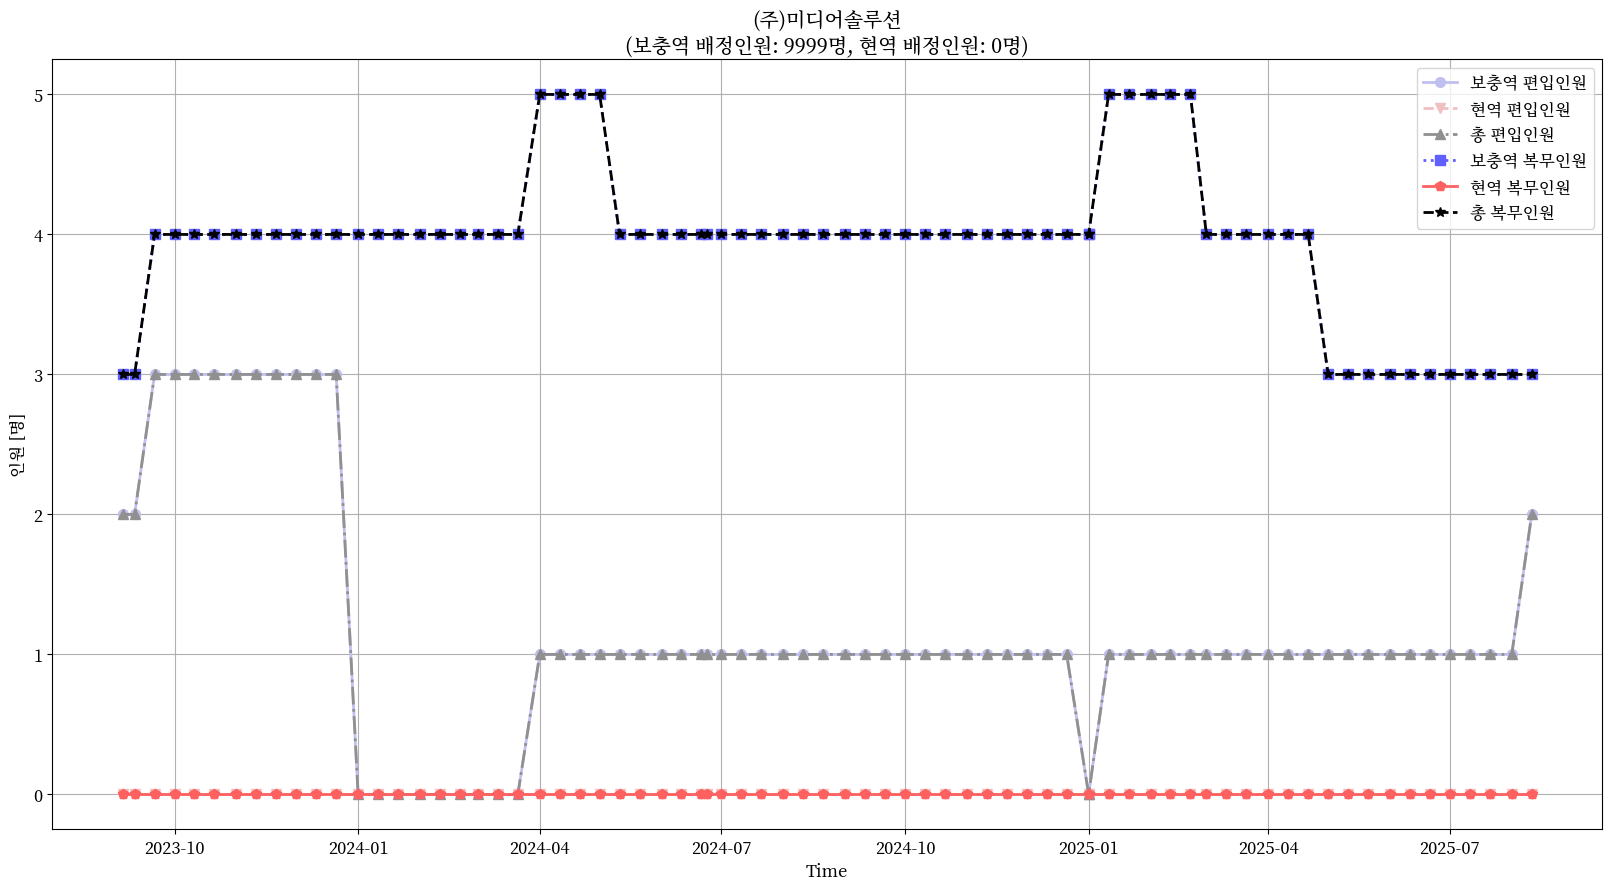 (주)미디어솔루션
(보충역 배정인원: 9999명, 현역 배정인원: 0명)
보충역 편입인원
현역 편입인원
총 편입인원
보충역 복무인원
현역 복무인원
총 복무인원
인원 [명]
5
4
3
2
1
0
2023-10
2024-01
2024-04
2024-07
2024-10
2025-01
2025-04
2025-07
Time